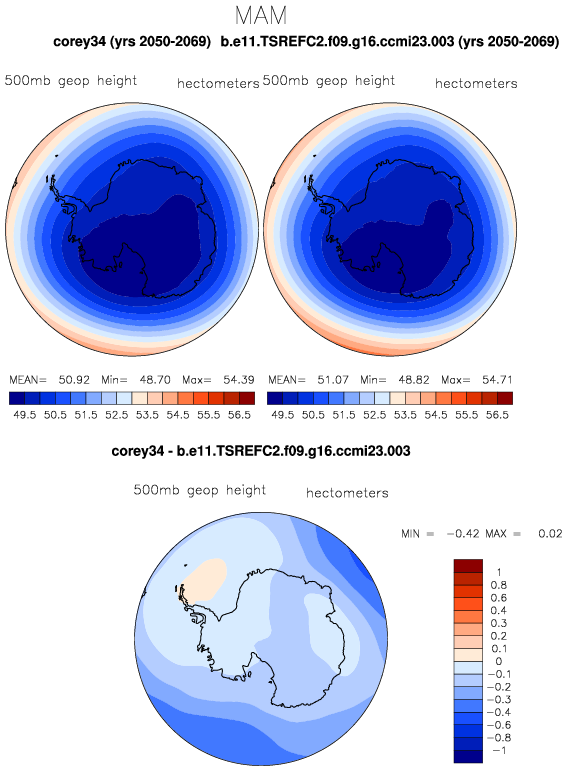 MAM
corey34 (yrs 2050-2069) b.e11.TSREFC2.f09.g16.ccmi23.003 (yrs 2050-2069)
500mb geop height hectometers 500mb geop height hectometers
MEAN= 50.92 Min= 48.70 Max= 54.39 MEAN= 51.07 Min= 48.82 Max= 54.71
49.5 50.5 51.5 52.5 53.5 54.5 55.5 56.5 49.5 50.5 51.5 52.5 53.5 54.5 55.5 56.5
corey34 - b.e11.TSREFC2.f09.g16.ccmi23.003
500mb geop height hectometers
MIN = -0.42 MAX = 0.02
1
0.8
0.6
0.4
0.3
0.2
0.1
0
-0.1
-0.2
-0.3
-0.4
-0.6
-0.8
-1